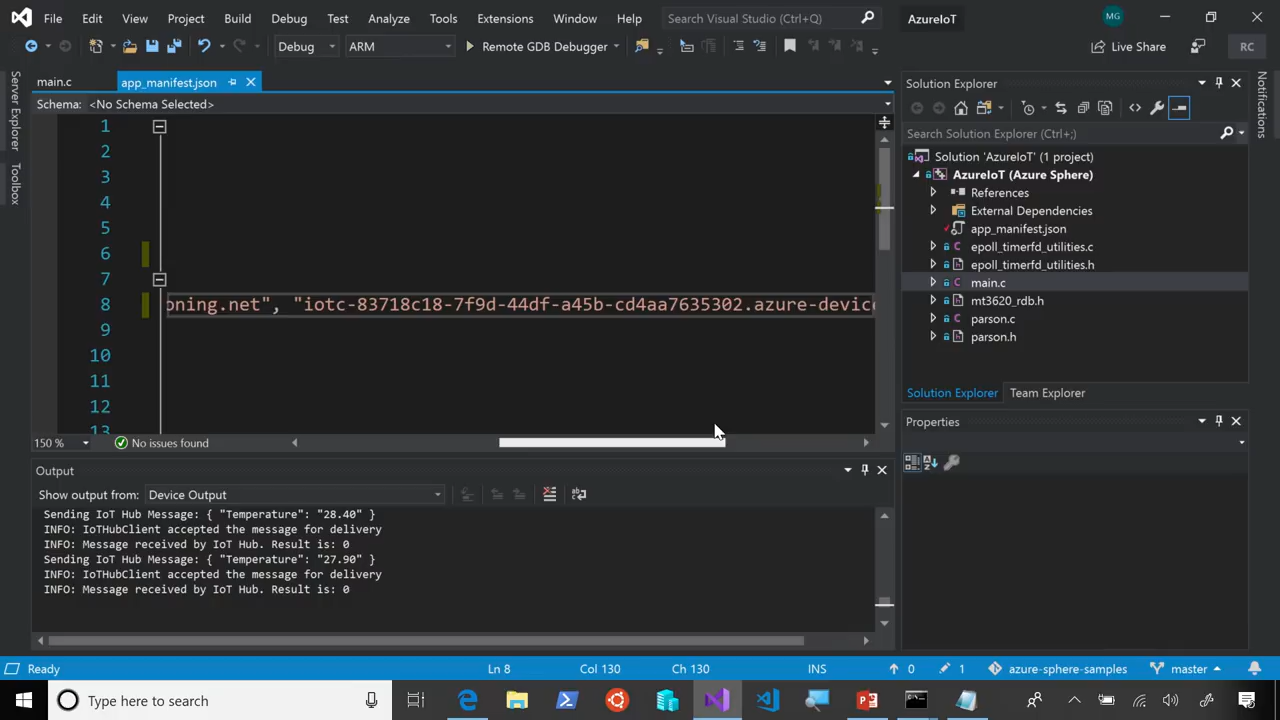 File Edit View Project Build Debug Test Analyze Tools Extensions Window Help Search Visual Studio (Ctrl+Q) AzureIoT MG
Debug ARM Remote GDB Debugger Live Share RC
Server Explorer
Toolbox
main.c app_manifest.json
Schema: <No Schema Selected>
1
2
3
4
5
6
7
8 oning.net", "iotc-83718c18-7f9d-44df-a45b-cd4aa7635302.azure-device
9
10
11
12
13
150 % No issues found
Output
Show output from: Device Output
Sending IoT Hub Message: { "Temperature": "28.40" }
INFO: IoTHubClient accepted the message for delivery
INFO: Message received by IoT Hub. Result is: 0
Sending IoT Hub Message: { "Temperature": "27.90" }
INFO: IoTHubClient accepted the message for delivery
INFO: Message received by IoT Hub. Result is: 0
Solution Explorer
Search Solution Explorer (Ctrl+;)
Solution 'AzureIoT' (1 project)
AzureIoT (Azure Sphere)
References
External Dependencies
app_manifest.json
epoll_timerfd_utilities.c
epoll_timerfd_utilities.h
main.c
mt3620_rdb.h
parson.c
parson.h
Solution Explorer Team Explorer
Properties
Notifications
Ready Ln 8 Col 130 Ch 130 INS 0 1 azure-sphere-samples master
Type here to search